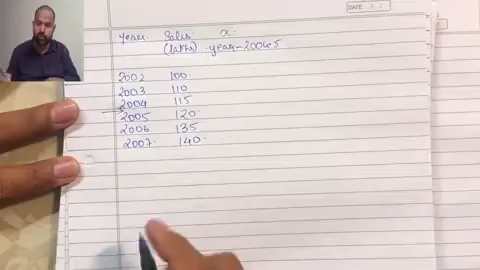 DATE
Year. Sales x.
(lakhs) year-2004.5
2002 100
2003 110
2004 115
2005 120.
2006 135
2007. 140.